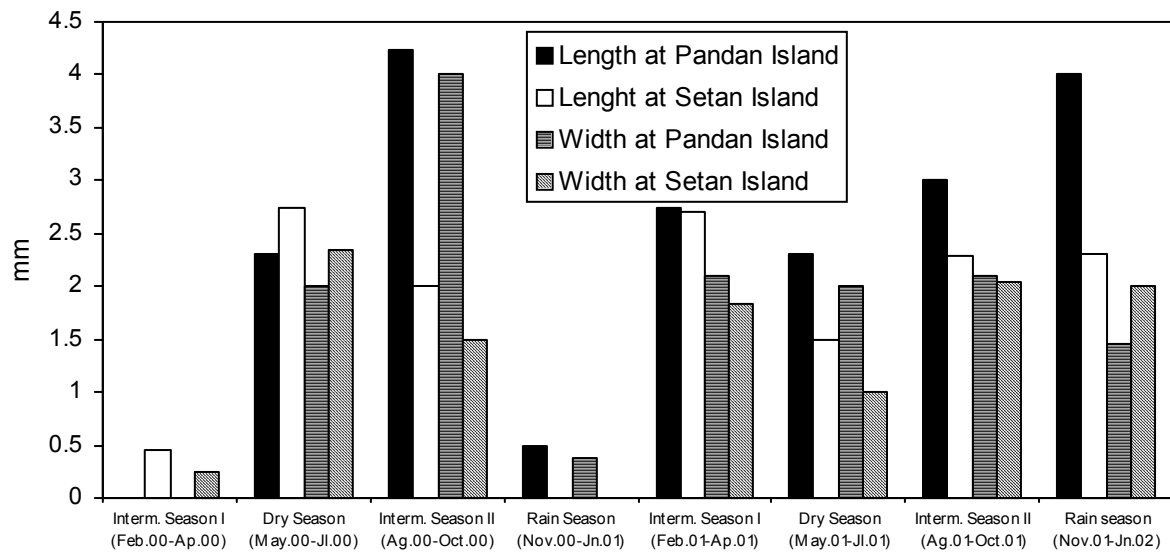 4.5
4
3.5
3
2.5
2
1.5
1
0.5
0
mm
Length at Pandan Island
Lenght at Setan Island
Width at Pandan Island
Width at Setan Island
Interm. Season I
(Feb.00-Ap.00)
Dry Season
(May.00-Jl.00)
Interm. Season II
(Ag.00-Oct.00)
Rain Season
(Nov.00-Jn.01)
Interm. Season I
(Feb.01-Ap.01)
Dry Season
(May.01-Jl.01)
Interm. Season II
(Ag.01-Oct.01)
Rain season
(Nov.01-Jn.02)